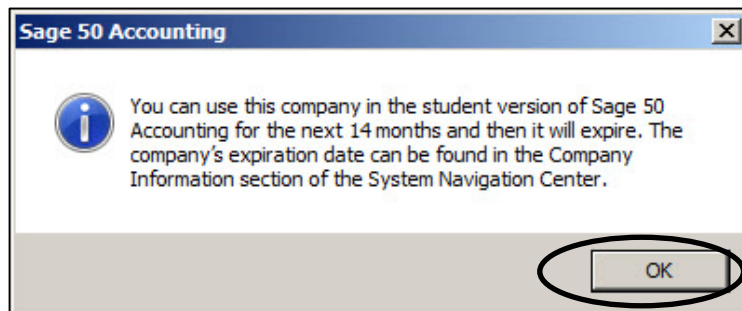 Sage 50 Accounting
You can use this company in the student version of Sage 50
Accounting for the next 14 months and then it will expire. The
company's expiration date can be found in the Company
Information section of the System Navigation Center.
OK